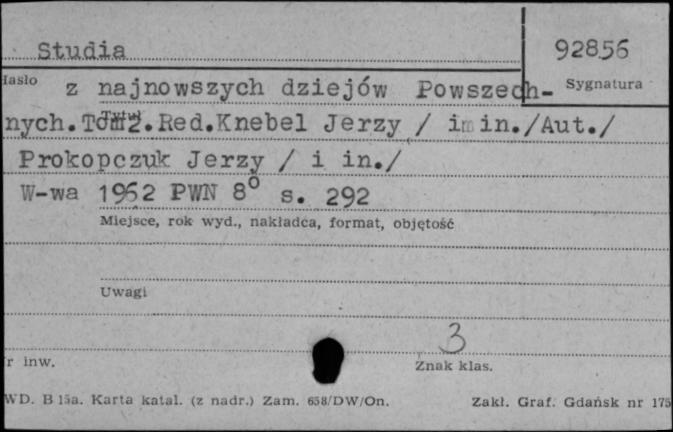 Studia
92856
Hasło
Sygnatura
z najnowszych dziejów Powszech-
nych. Tom 2. Red. Knebel Jerzy / i in./Aut./
Tytuł
Prokopczuk Jerzy / i in./
W-wa 1962 PWN 8° s. 292
Miejsce, rok wyd., nakładca, format, objętość
Uwagi
3
r inw.
Znak klas.
WD. B 15a. Karta katal. (z nadr.) Zam. 658/DW/On.
Zakł. Graf. Gdańsk nr 175